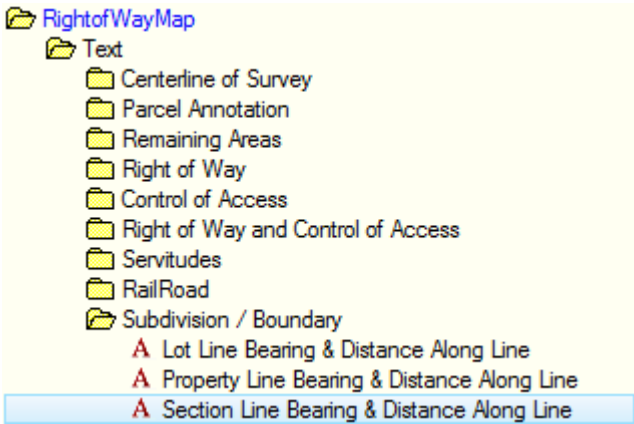 RightofWayMap
Text
Centerline of Survey
Parcel Annotation
Remaining Areas
Right of Way
Control of Access
Right of Way and Control of Access
Servitudes
RailRoad
Subdivision / Boundary
A Lot Line Bearing & Distance Along Line
A Property Line Bearing & Distance Along Line
A Section Line Bearing & Distance Along Line